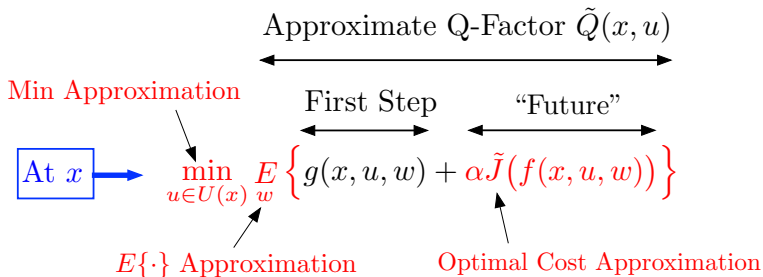 Approximate Q-Factor Q̃(x, u)
Min Approximation
First Step
“Future”
At x
min u∈U(x) E w {g(x, u, w) + αJ̃(f(x, u, w))}
E{·} Approximation
Optimal Cost Approximation